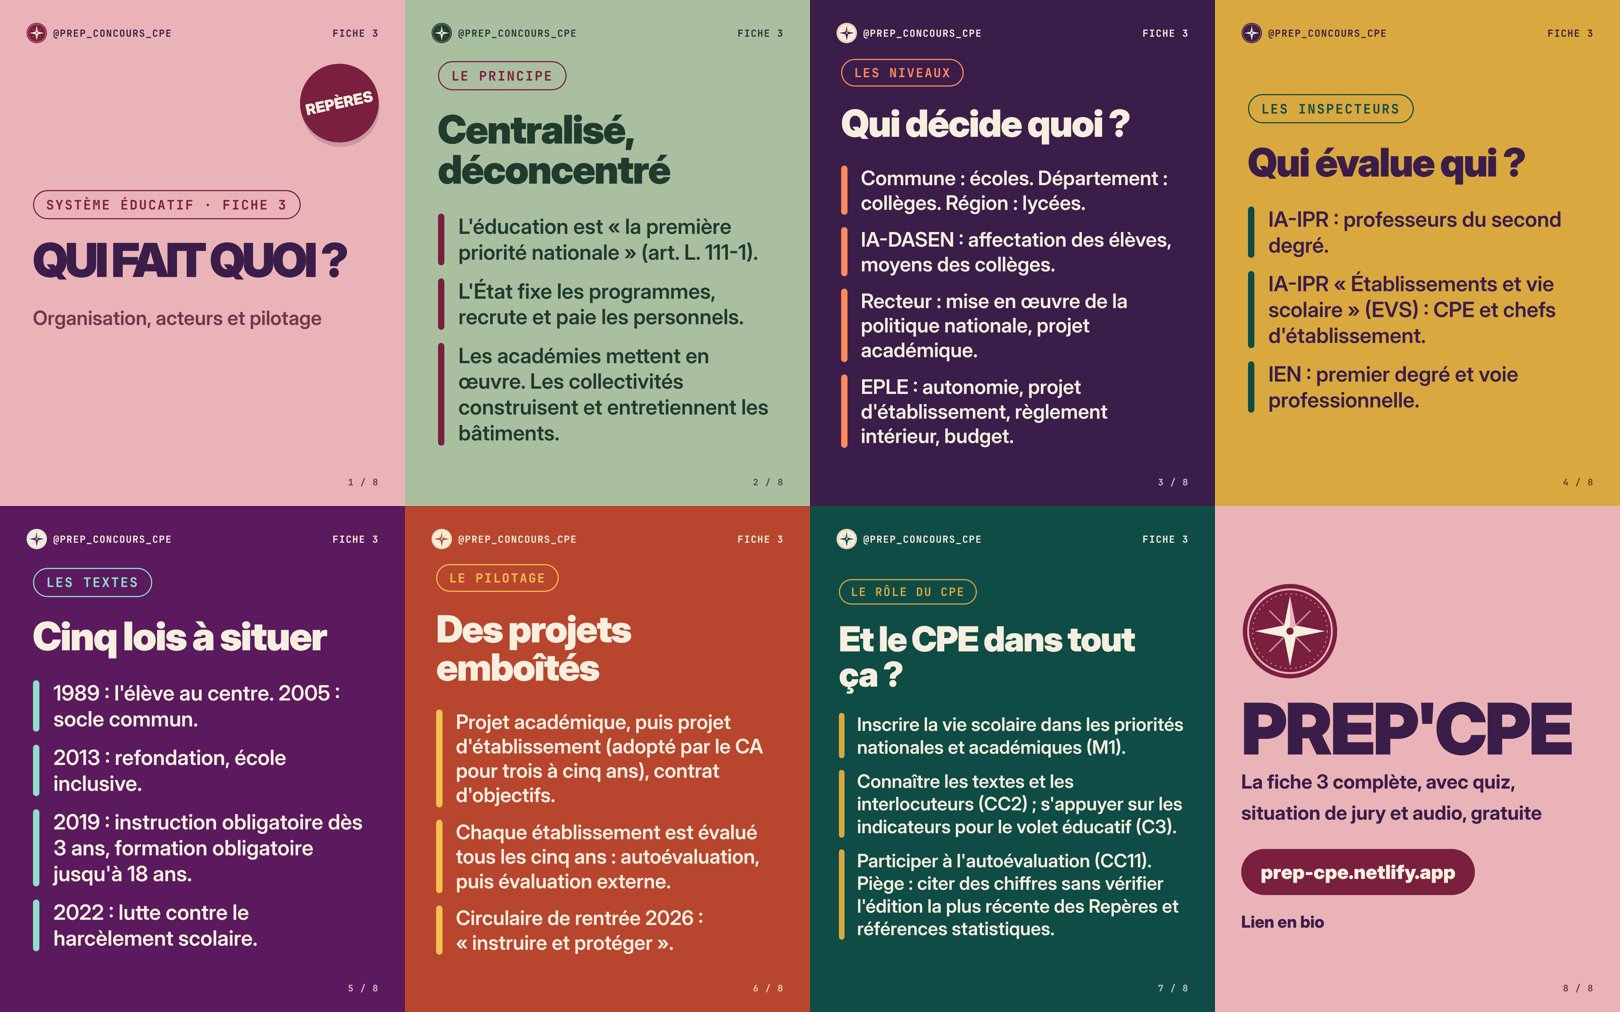 @PREP_CONCOURS_CPE
FICHE 3
REPÈRES
SYSTÈME ÉDUCATIF · FICHE 3
QUI FAIT QUOI ?
Organisation, acteurs et pilotage
1 / 8
@PREP_CONCOURS_CPE
FICHE 3
LE PRINCIPE
Centralisé,
déconcentré
L'éducation est « la première
priorité nationale » (art. L. 111-1).
L'État fixe les programmes,
recrute et paie les personnels.
Les académies mettent en
œuvre. Les collectivités
construisent et entretiennent les
bâtiments.
2 / 8
@PREP_CONCOURS_CPE
FICHE 3
LES NIVEAUX
Qui décide quoi ?
Commune : écoles. Département :
collèges. Région : lycées.
IA-DASEN : affectation des élèves,
moyens des collèges.
Recteur : mise en œuvre de la
politique nationale, projet
académique.
EPLE : autonomie, projet
d'établissement, règlement
intérieur, budget.
3 / 8
@PREP_CONCOURS_CPE
FICHE 3
LES INSPECTEURS
Qui évalue qui ?
IA-IPR : professeurs du second
degré.
IA-IPR « Établissements et vie
scolaire » (EVS) : CPE et chefs
d'établissement.
IEN : premier degré et voie
professionnelle.
4 / 8
@PREP_CONCOURS_CPE
FICHE 3
LES TEXTES
Cinq lois à situer
1989 : l'élève au centre. 2005 :
socle commun.
2013 : refondation, école
inclusive.
2019 : instruction obligatoire dès
3 ans, formation obligatoire
jusqu'à 18 ans.
2022 : lutte contre le
harcèlement scolaire.
5 / 8
@PREP_CONCOURS_CPE
FICHE 3
LE PILOTAGE
Des projets
emboîtés
Projet académique, puis projet
d'établissement (adopté par le CA
pour trois à cinq ans), contrat
d'objectifs.
Chaque établissement est évalué
tous les cinq ans : autoévaluation,
puis évaluation externe.
Circulaire de rentrée 2026 :
« instruire et protéger ».
6 / 8
@PREP_CONCOURS_CPE
FICHE 3
LE RÔLE DU CPE
Et le CPE dans tout
ça ?
Inscrire la vie scolaire dans les priorités
nationales et académiques (M1).
Connaître les textes et les
interlocuteurs (CC2) ; s'appuyer sur les
indicateurs pour le volet éducatif (C3).
Participer à l'autoévaluation (CC11).
Piège : citer des chiffres sans vérifier
l'édition la plus récente des Repères et
références statistiques.
7 / 8
PREP'CPE
La fiche 3 complète, avec quiz,
situation de jury et audio, gratuite
prep-cpe.netlify.app
Lien en bio
8 / 8